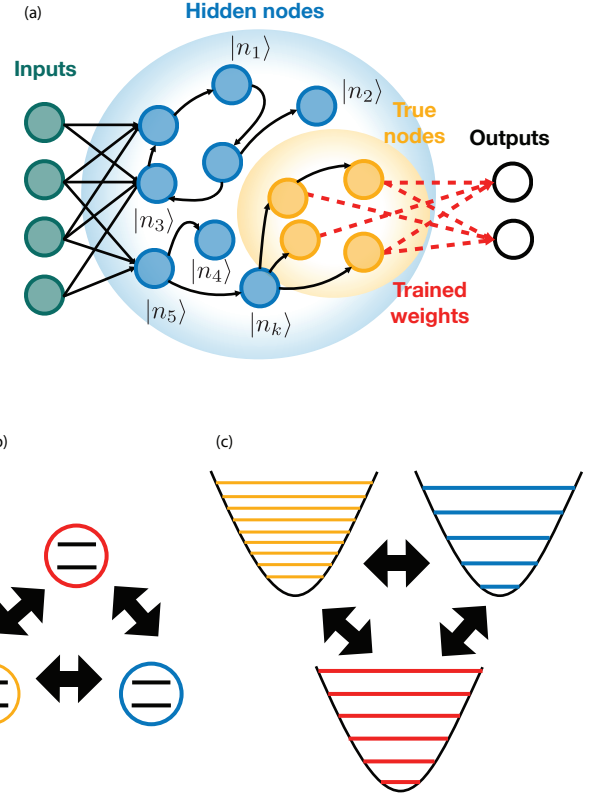 (a)
Hidden nodes
|n₁⟩
Inputs
|n₂⟩
True
nodes
Outputs
|n₃⟩
|n₄⟩
Trained
weights
|n₅⟩
|nₖ⟩
b)
(c)